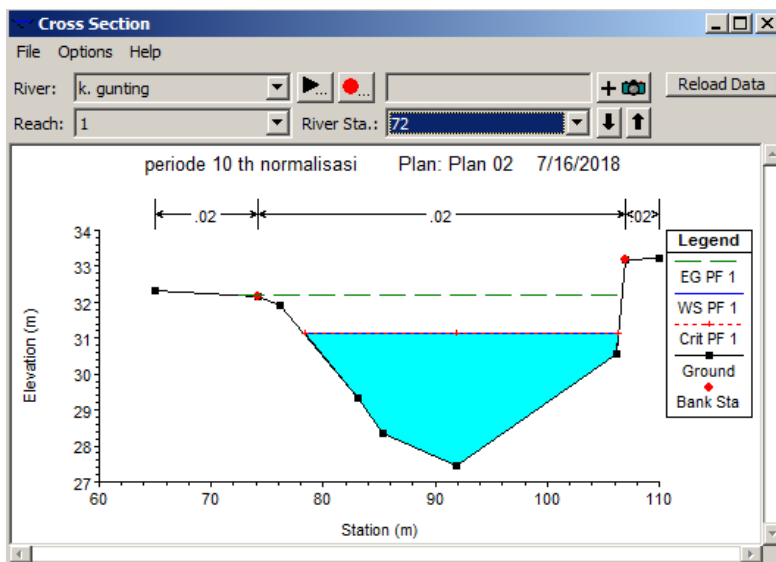 Cross Section
File Options Help
River: k. gunting ... ... + Reload Data
Reach: 1 River Sta.: 72
periode 10 th normalisasi Plan: Plan 02 7/16/2018
.02 .02 .02
34
33
32
31
30
29
28
27
Elevation (m)
60 70 80 90 100 110
Station (m)
Legend
EG PF 1
WS PF 1
Crit PF 1
Ground
Bank Sta